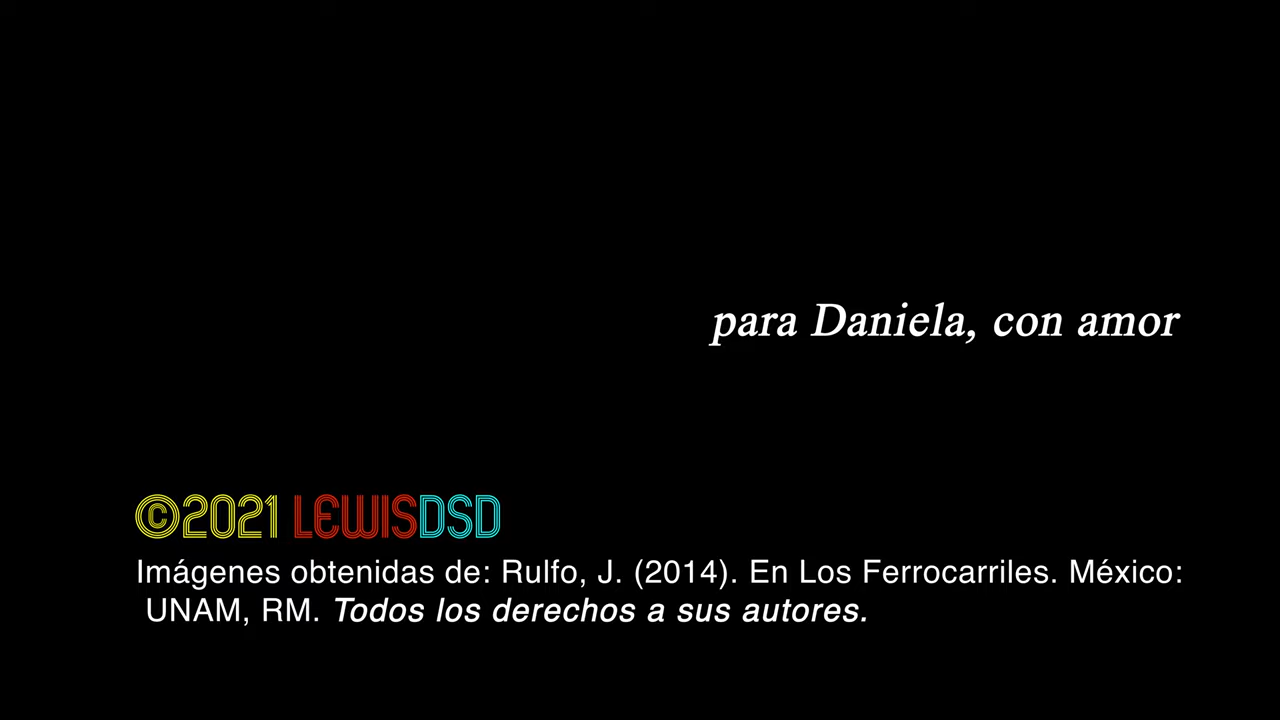 para Daniela, con amor
©2021 LEWISDSD
Imágenes obtenidas de: Rulfo, J. (2014). En Los Ferrocarriles. México:
UNAM, RM. Todos los derechos a sus autores.